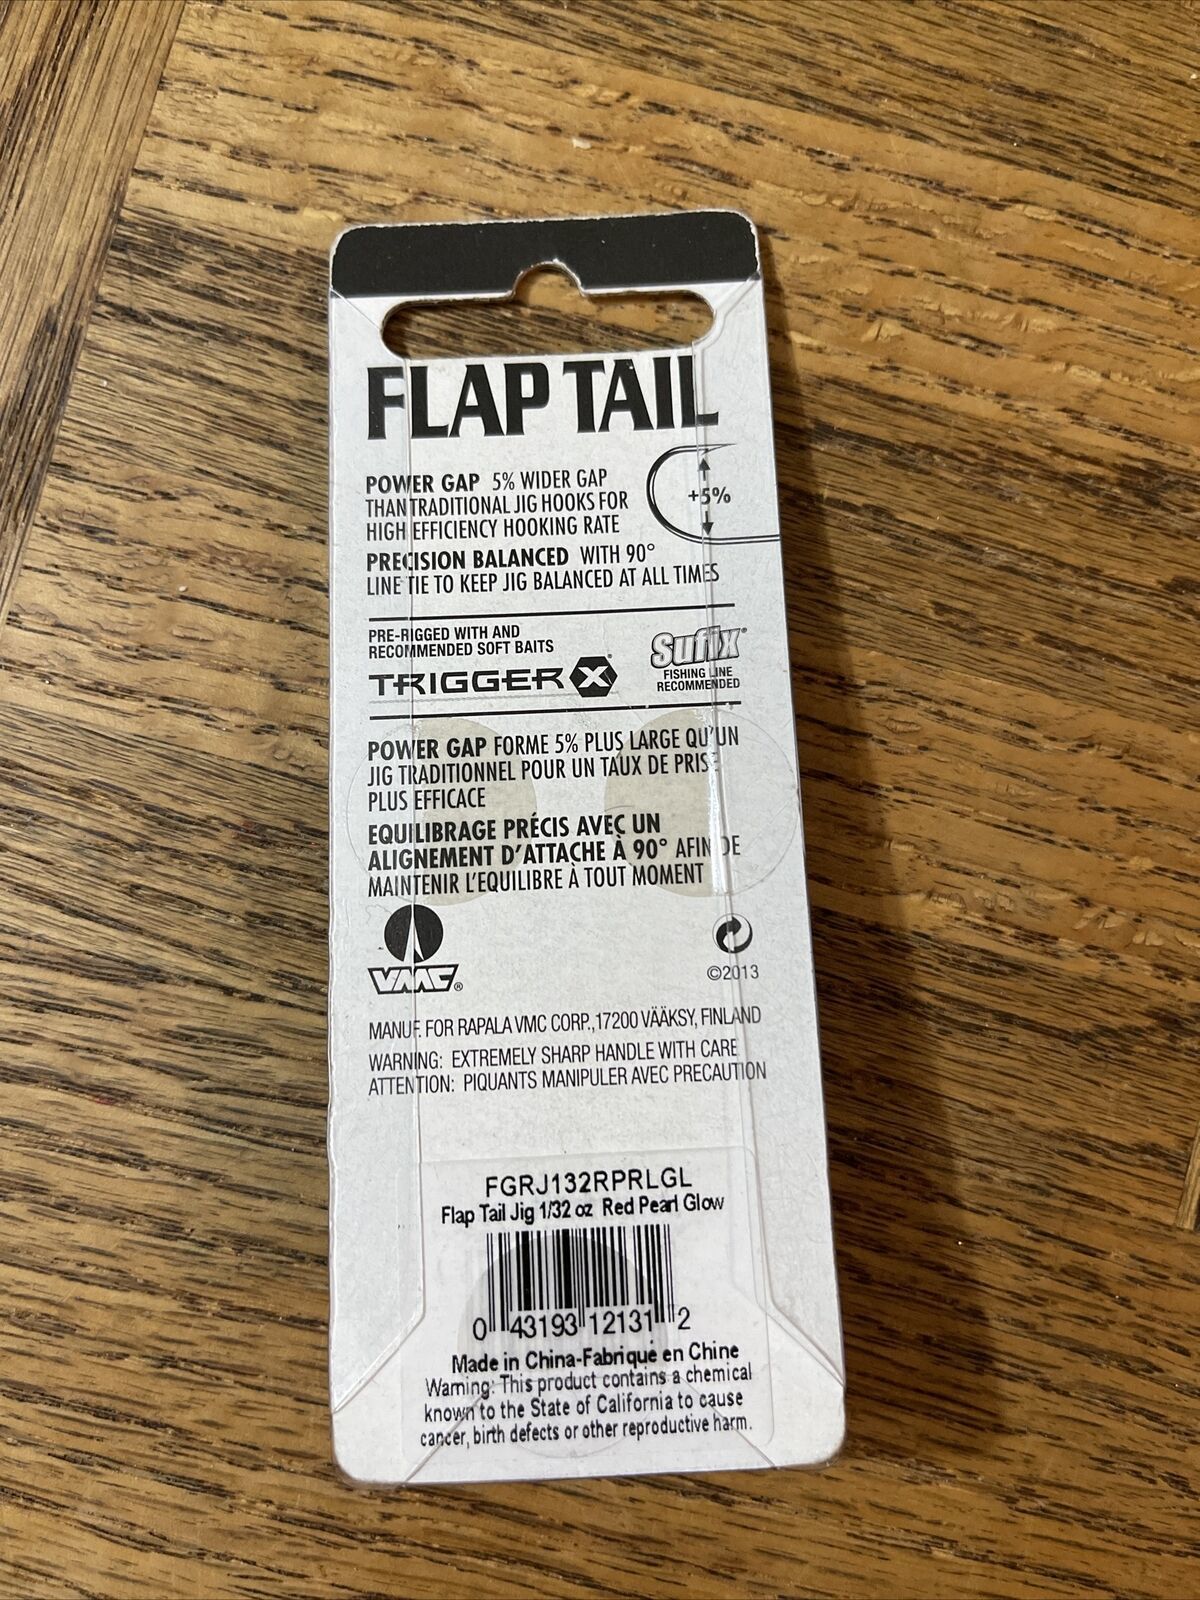 FLAP TAIL
POWER GAP 5% WIDER GAP
THAN TRADITIONAL JIG HOOKS FOR
HIGH EFFICIENCY HOOKING RATE
+5%
PRECISION BALANCED WITH 90°
LINE TIE TO KEEP JIG BALANCED AT ALL TIMES
PRE-RIGGED WITH AND
RECOMMENDED SOFT BAITS
TRIGGER X®
Sufix®
FISHING LINE
RECOMMENDED
POWER GAP FORME 5% PLUS LARGE QU'UN
JIG TRADITIONNEL POUR UN TAUX DE PRISE
PLUS EFFICACE
EQUILIBRAGE PRÉCIS AVEC UN
ALIGNEMENT D'ATTACHE À 90° AFIN DE
MAINTENIR L'EQUILIBRE À TOUT MOMENT
VMC®
©2013
MANUF. FOR RAPALA VMC CORP., 17200 VÄÄKSY, FINLAND
WARNING: EXTREMELY SHARP HANDLE WITH CARE
ATTENTION: PIQUANTS MANIPULER AVEC PRECAUTION
FGRJ132RPRLGL
Flap Tail Jig 1/32 oz Red Pearl Glow
0 43193 12131 2
Made in China-Fabriqué en Chine
Warning: This product contains a chemical
known to the State of California to cause
cancer, birth defects or other reproductive harm.